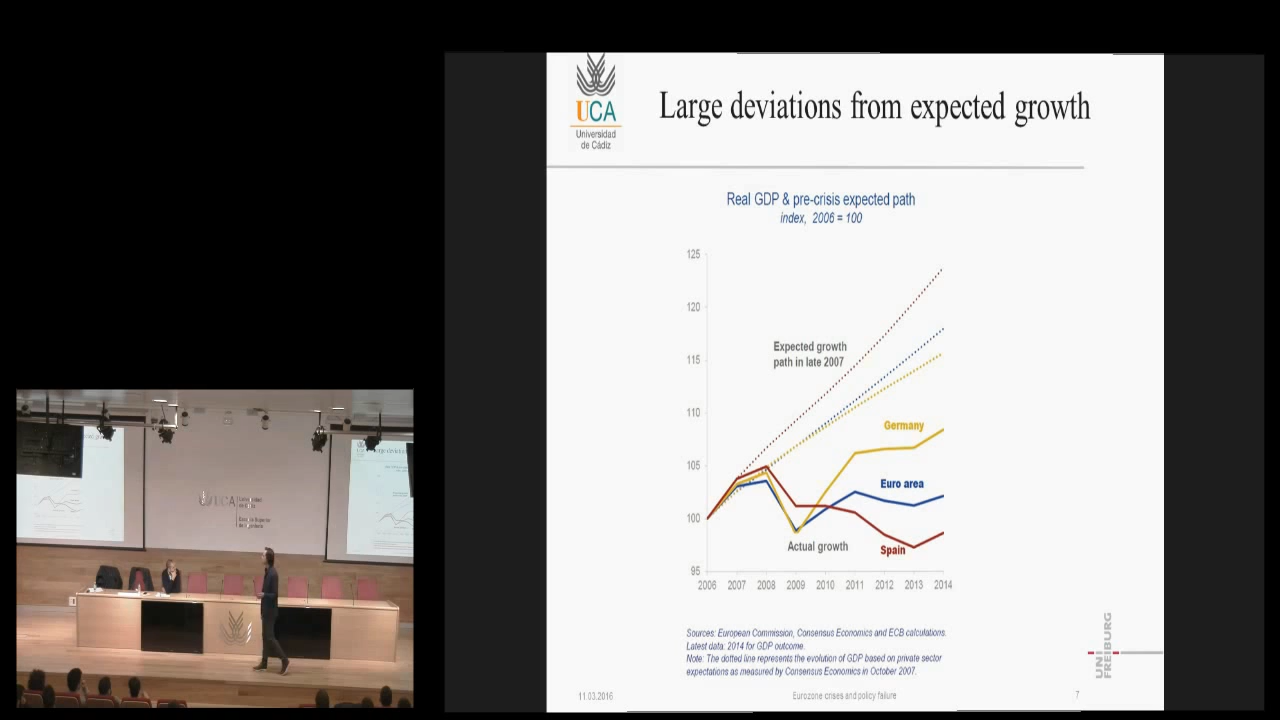 UCA
Universidad
de Cádiz
Large deviations from expected growth
Real GDP & pre-crisis expected path
index, 2006 = 100
125
120
115
110
105
100
95
Expected growth
path in late 2007
Germany
Euro area
Actual growth
Spain
2006 2007 2008 2009 2010 2011 2012 2013 2014
Sources: European Commission, Consensus Economics and ECB calculations.
Latest data: 2014 for GDP outcome.
Note: The dotted line represents the evolution of GDP based on private sector
expectations as measured by Consensus Economics in October 2007.
UNI
FREIBURG
11.03.2016
Eurozone crises and policy failure
7
UCA
Large deviatio